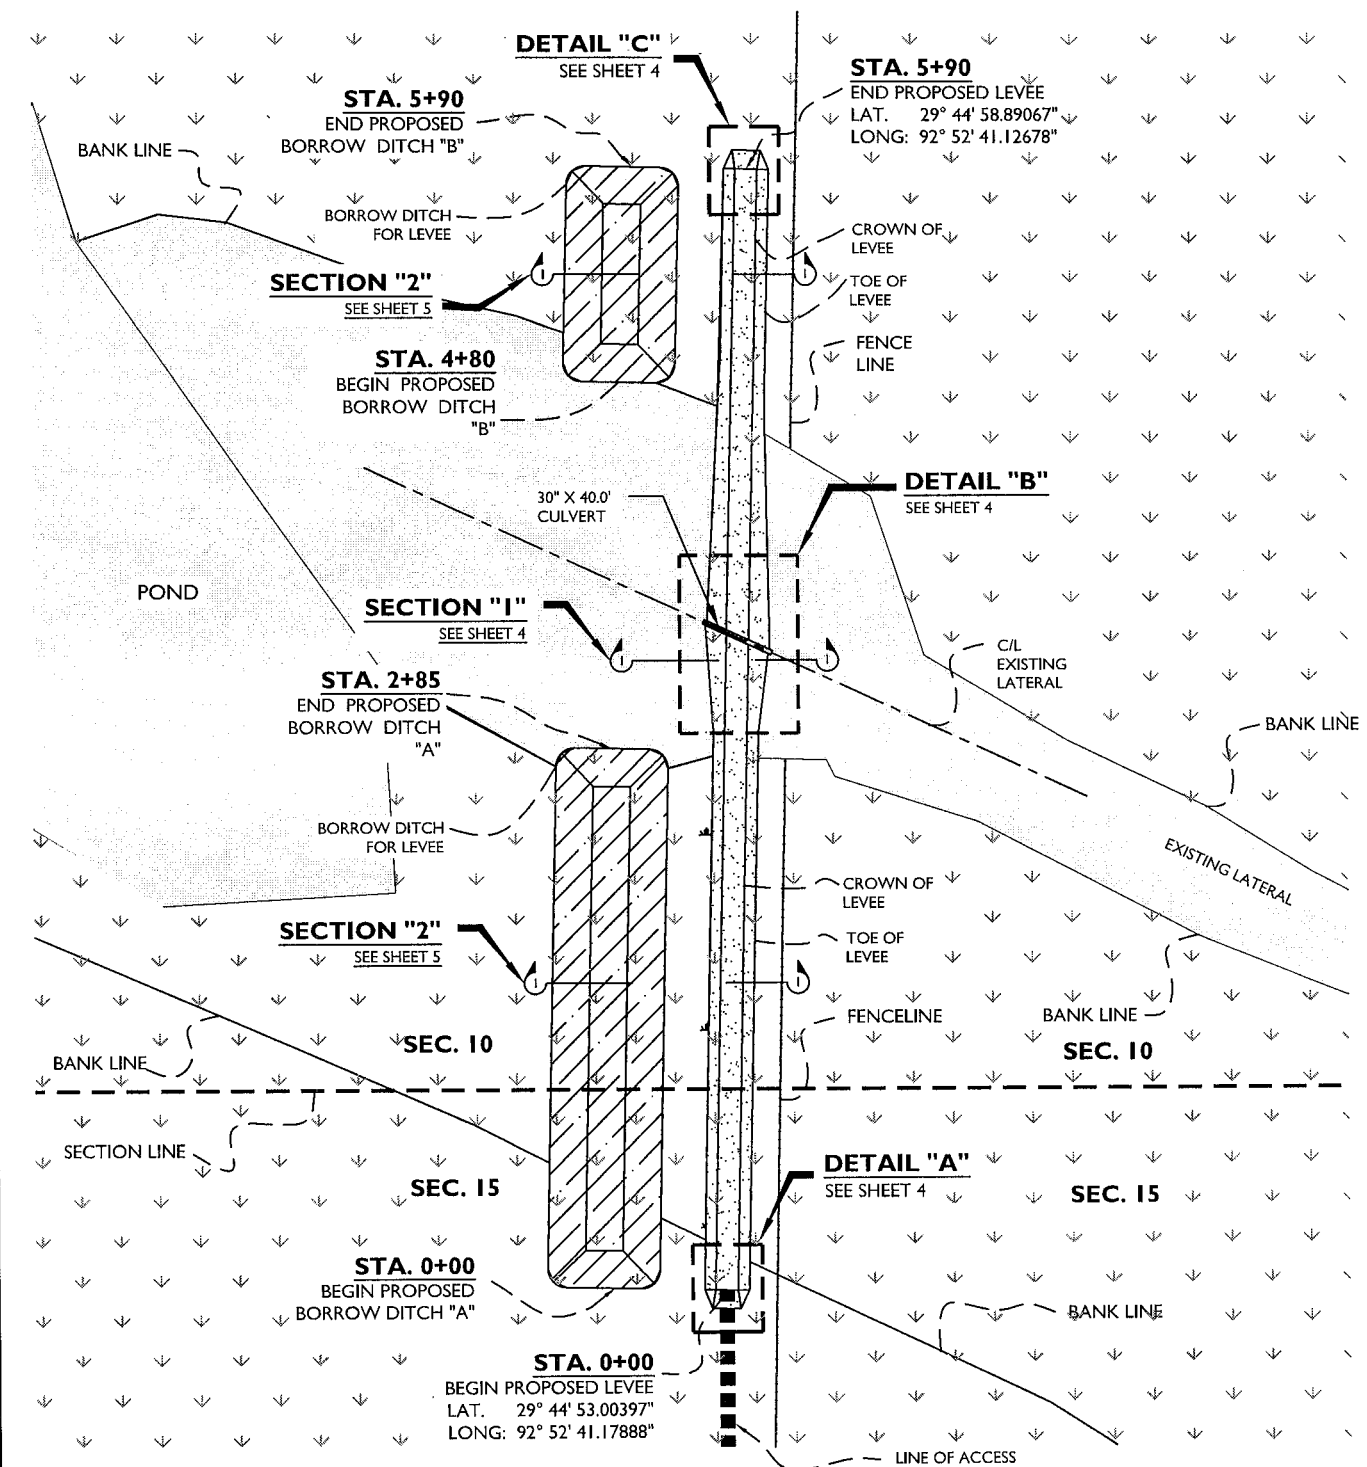 DETAIL "C"
SEE SHEET 4
STA. 5+90
END PROPOSED LEVEE
LAT. 29° 44' 58.89067"
LONG: 92° 52' 41.12678"
STA. 5+90
END PROPOSED
BORROW DITCH "B"
BANK LINE
BORROW DITCH
FOR LEVEE
CROWN OF
LEVEE
SECTION "2"
SEE SHEET 5
1
1
TOE OF
LEVEE
STA. 4+80
BEGIN PROPOSED
BORROW DITCH
"B"
FENCE
LINE
DETAIL "B"
SEE SHEET 4
30" X 40.0'
CULVERT
POND
SECTION "1"
SEE SHEET 4
1
1
C/L
EXISTING
LATERAL
STA. 2+85
END PROPOSED
BORROW DITCH
"A"
BANK LINE
BORROW DITCH
FOR LEVEE
EXISTING LATERAL
CROWN OF
LEVEE
SECTION "2"
SEE SHEET 5
1
1
TOE OF
LEVEE
FENCELINE
BANK LINE
BANK LINE
SEC. 10
SEC. 10
SECTION LINE
SEC. 15
DETAIL "A"
SEE SHEET 4
SEC. 15
STA. 0+00
BEGIN PROPOSED
BORROW DITCH "A"
BANK LINE
STA. 0+00
BEGIN PROPOSED LEVEE
LAT. 29° 44' 53.00397"
LONG: 92° 52' 41.17888"
LINE OF ACCESS